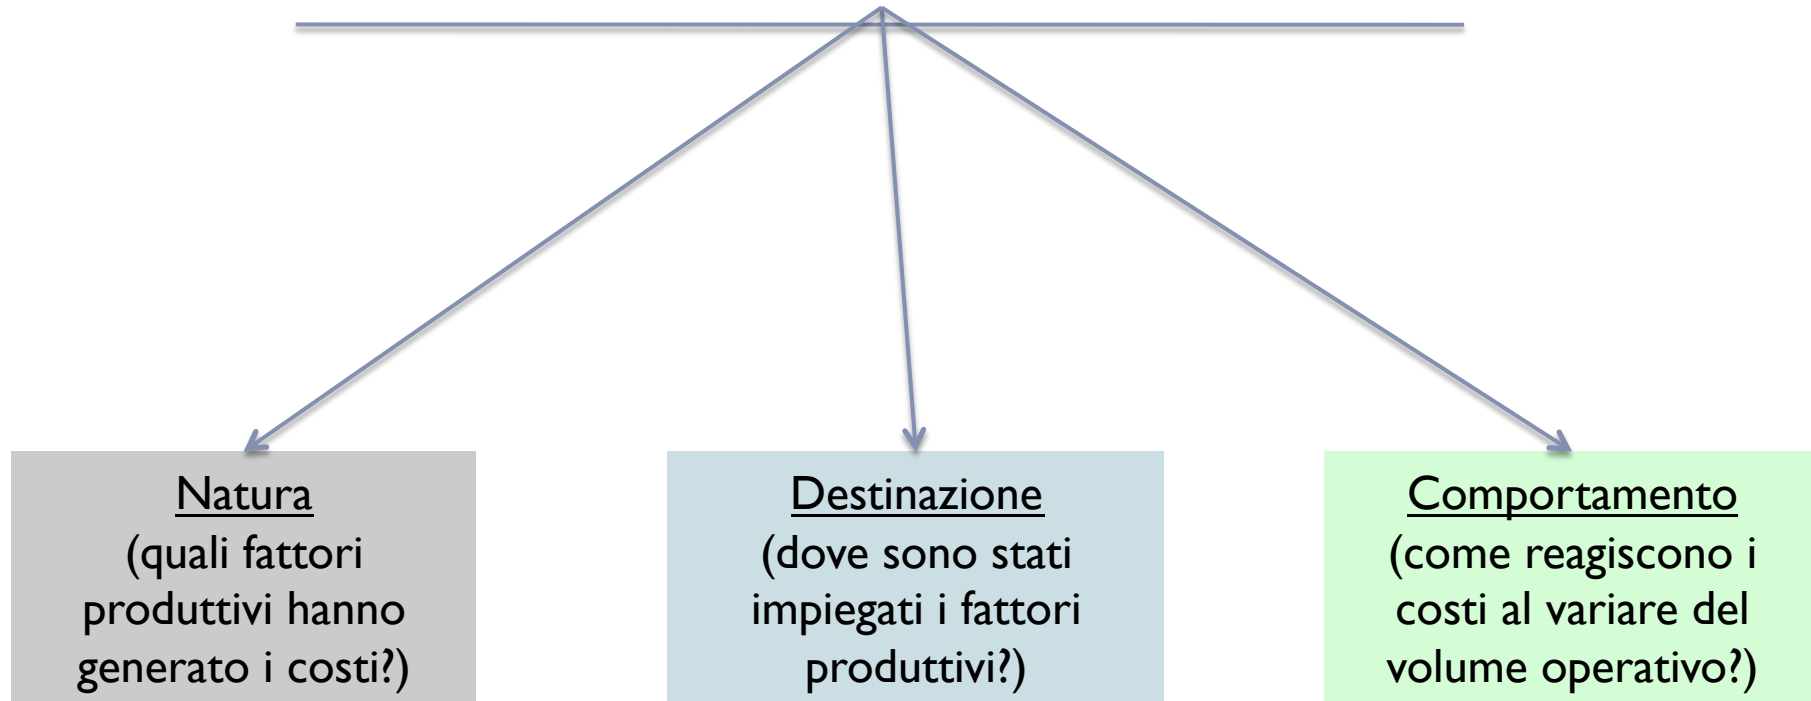 Natura
(quali fattori
produttivi hanno
generato i costi?)
Destinazione
(dove sono stati
impiegati i fattori
produttivi?)
Comportamento
(come reagiscono i
costi al variare del
volume operativo?)